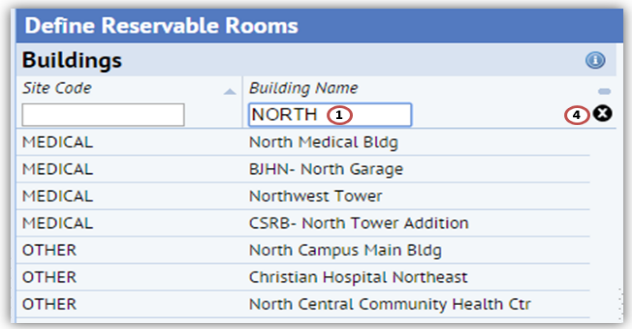 Define Reservable Rooms
Buildings
Site Code Building Name
NORTH 1 4
MEDICAL North Medical Bldg
MEDICAL BJHN- North Garage
MEDICAL Northwest Tower
MEDICAL CSRB- North Tower Addition
OTHER North Campus Main Bldg
OTHER Christian Hospital Northeast
OTHER North Central Community Health Ctr